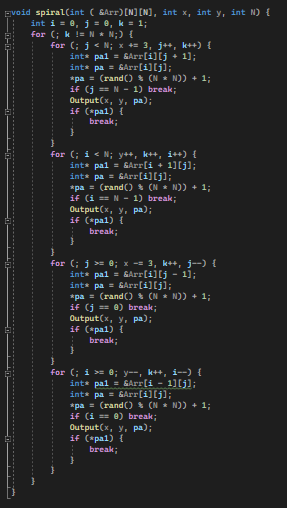 void spiral(int ( &Arr)[N][N], int x, int y, int N) {
int i = 0, j = 0, k = 1;
for (; k != N * N;) {
for (; j < N; x += 3, j++, k++) {
int* pa1 = &Arr[i][j + 1];
int* pa = &Arr[i][j];
*pa = (rand() % (N * N)) + 1;
if (j == N - 1) break;
Output(x, y, pa);
if (*pa1) {
break;
}
}
for (; i < N; y++, k++, i++) {
int* pa1 = &Arr[i + 1][j];
int* pa = &Arr[i][j];
*pa = (rand() % (N * N)) + 1;
if (i == N - 1) break;
Output(x, y, pa);
if (*pa1) {
break;
}
}
for (; j >= 0; x -= 3, k++, j--) {
int* pa1 = &Arr[i][j - 1];
int* pa = &Arr[i][j];
*pa = (rand() % (N * N)) + 1;
if (j == 0) break;
Output(x, y, pa);
if (*pa1) {
break;
}
}
for (; i >= 0; y--, k++, i--) {
int* pa1 = &Arr[i - 1][j];
int* pa = &Arr[i][j];
*pa = (rand() % (N * N)) + 1;
if (i == 0) break;
Output(x, y, pa);
if (*pa1) {
break;
}
}
}
}